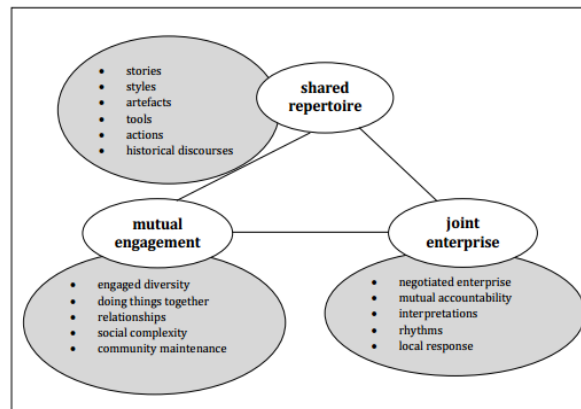 • stories
• styles
• artefacts
• tools
• actions
• historical discourses
shared
repertoire
mutual
engagement
• engaged diversity
• doing things together
• relationships
• social complexity
• community maintenance
joint
enterprise
• negotiated enterprise
• mutual accountability
• interpretations
• rhythms
• local response